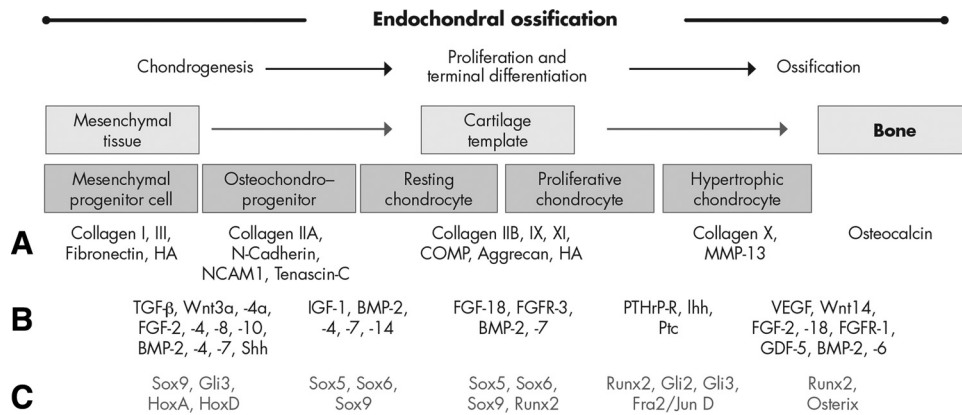 Endochondral ossification
Chondrogenesis
Proliferation and
terminal differentiation
Ossification
Mesenchymal
tissue
Cartilage
template
Bone
Mesenchymal
progenitor cell
Osteochondro–
progenitor
Resting
chondrocyte
Proliferative
chondrocyte
Hypertrophic
chondrocyte
A
Collagen I, III,
Fibronectin, HA
Collagen IIA,
N-Cadherin,
NCAM1, Tenascin-C
Collagen IIB, IX, XI,
COMP, Aggrecan, HA
Collagen X,
MMP-13
Osteocalcin
B
TGF-β, Wnt3a, -4a,
FGF-2, -4, -8, -10,
BMP-2, -4, -7, Shh
IGF-1, BMP-2,
-4, -7, -14
FGF-18, FGFR-3,
BMP-2, -7
PTHrP-R, Ihh,
Ptc
VEGF, Wnt14,
FGF-2, -18, FGFR-1,
GDF-5, BMP-2, -6
C
Sox9, Gli3,
HoxA, HoxD
Sox5, Sox6,
Sox9
Sox5, Sox6,
Sox9, Runx2
Runx2, Gli2, Gli3,
Fra2/Jun D
Runx2,
Osterix